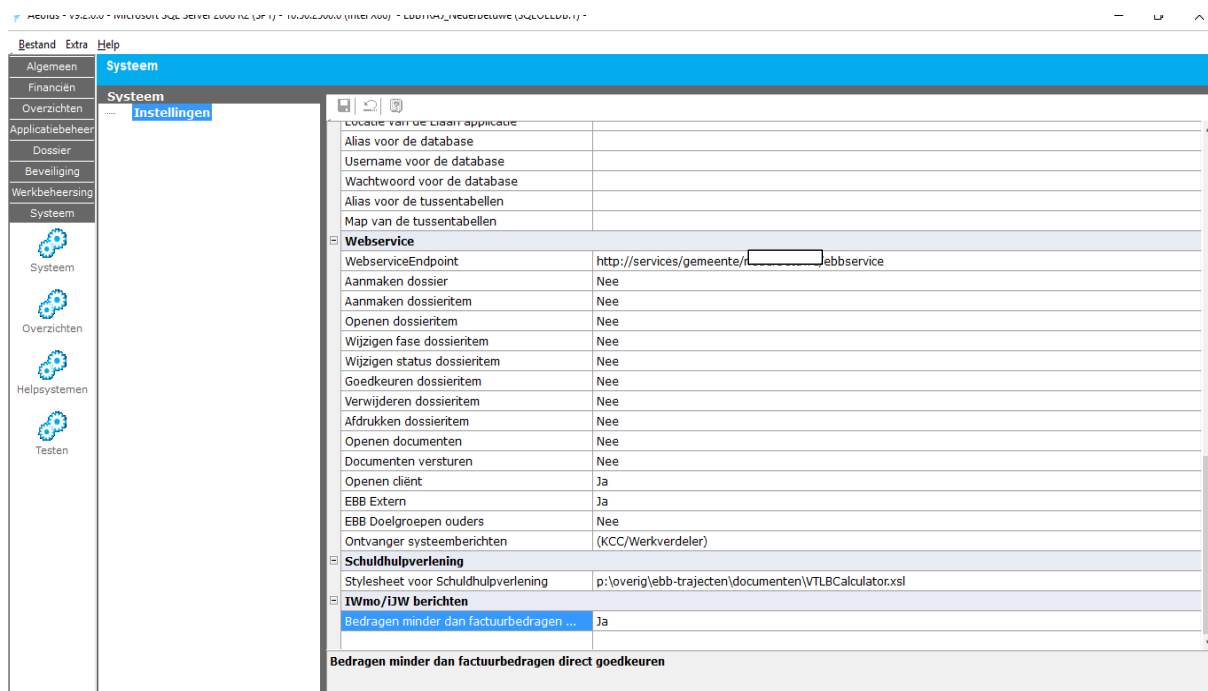 Bestand Extra Help
Algemeen
Financiën
Overzichten
Applicatiebeheer
Dossier
Beveiliging
Werkbeheersing
Systeem
Systeem
Overzichten
Helpsystemen
Testen
Systeem
Systeem
Instellingen
Locatie van de Liaan applicatie
Alias voor de database
Username voor de database
Wachtwoord voor de database
Alias voor de tussentabellen
Map van de tussentabellen
Webservice
WebserviceEndpoint http://services/gemeente/ /ebbservice
Aanmaken dossier Nee
Aanmaken dossieritem Nee
Openen dossieritem Nee
Wijzigen fase dossieritem Nee
Wijzigen status dossieritem Nee
Goedkeuren dossieritem Nee
Verwijderen dossieritem Nee
Afdrukken dossieritem Nee
Openen documenten Nee
Documenten versturen Nee
Openen cliënt Ja
EBB Extern Ja
EBB Doelgroepen ouders Nee
Ontvanger systeemberichten (KCC/Werkverdeler)
Schuldhulpverlening
Stylesheet voor Schuldhulpverlening p:\overig\ebb-trajecten\documenten\VTLBCalculator.xsl
IWmo/iJW berichten
Bedragen minder dan factuurbedragen ... Ja
Bedragen minder dan factuurbedragen direct goedkeuren